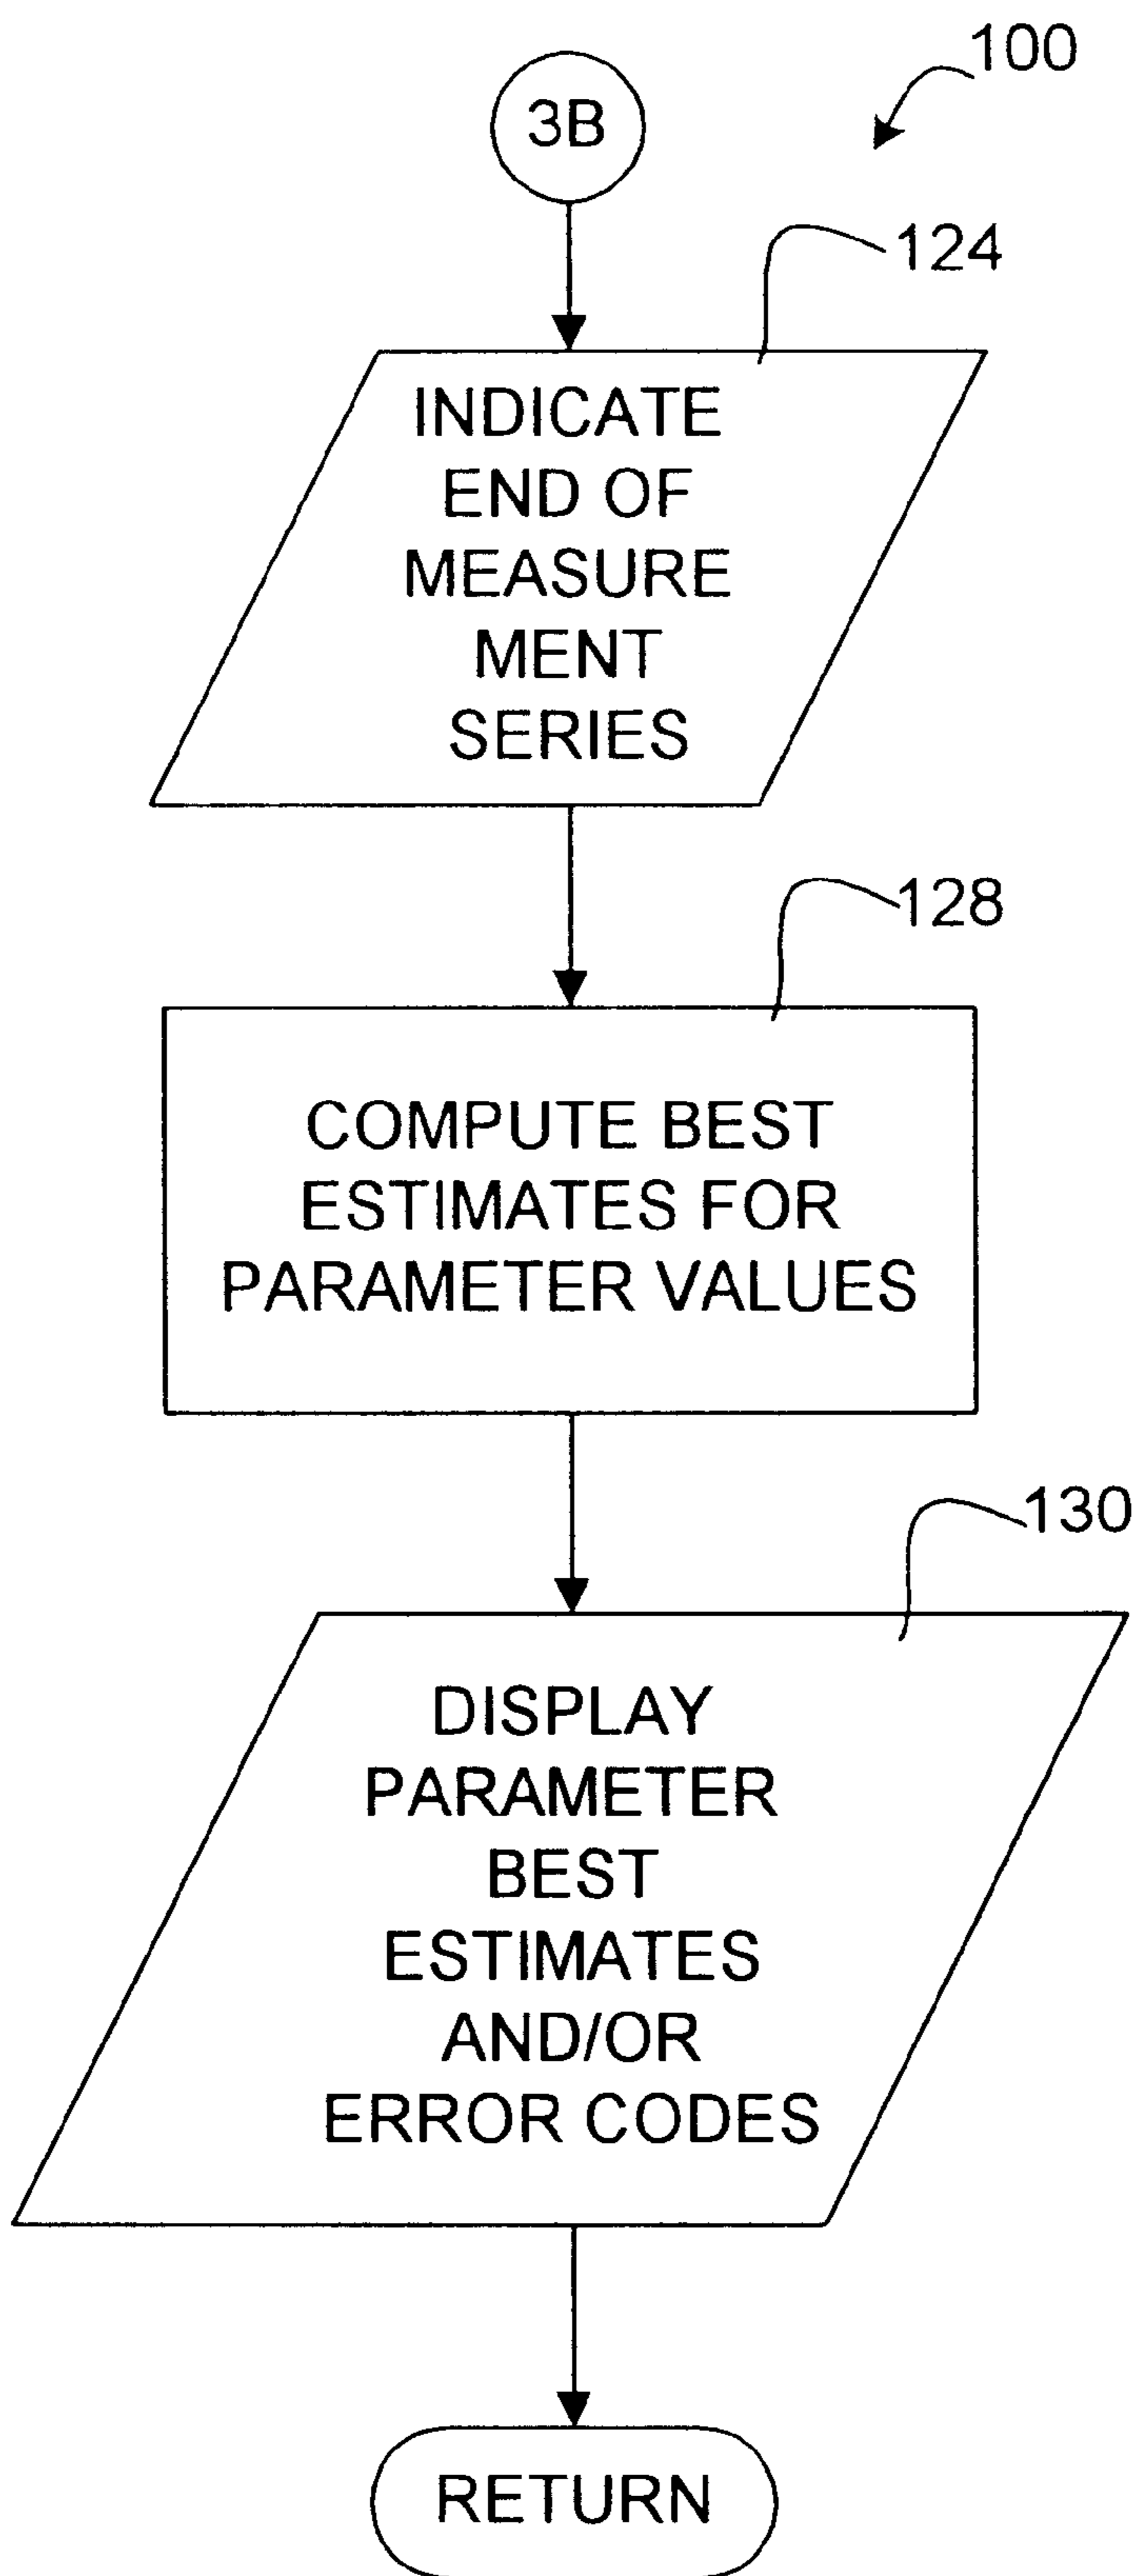 100
3B
124
INDICATE
END OF
MEASURE
MENT
SERIES
128
COMPUTE BEST
ESTIMATES FOR
PARAMETER VALUES
130
DISPLAY
PARAMETER
BEST
ESTIMATES
AND/OR
ERROR CODES
RETURN